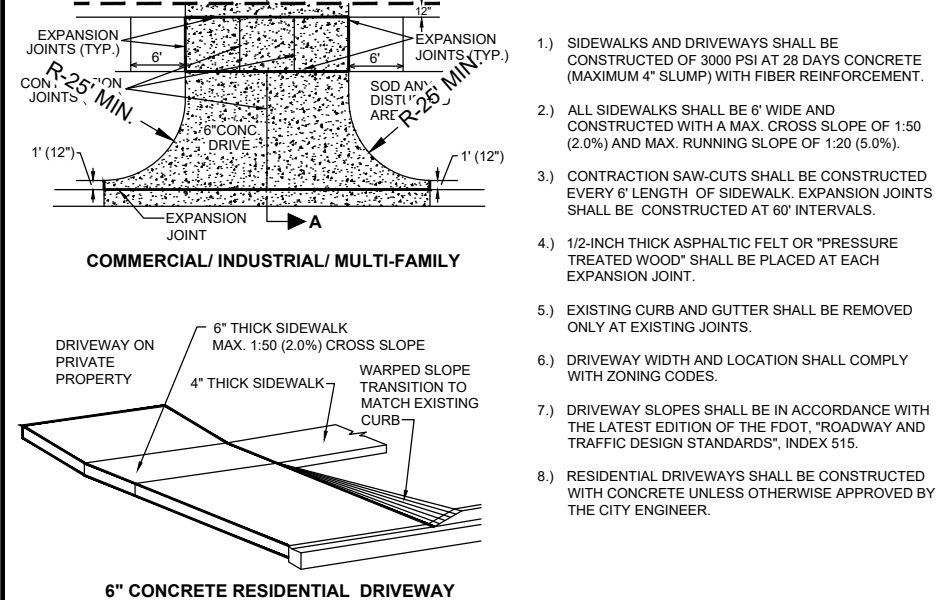 12"
EXPANSION
JOINTS (TYP.)
EXPANSION
JOINTS (TYP.)
6'
6'
JOINTS
R-25' MIN.
SOD ANY
R-25' MIN.
6"CONC.
DRIVE
1' (12")
1' (12")
EXPANSION
JOINT
A
COMMERCIAL/ INDUSTRIAL/ MULTI-FAMILY
6" THICK SIDEWALK
MAX. 1:50 (2.0%) CROSS SLOPE
DRIVEWAY ON
PRIVATE
PROPERTY
4" THICK SIDEWALK
WARPED SLOPE
TRANSITION TO
MATCH EXISTING
CURB
6" CONCRETE RESIDENTIAL DRIVEWAY
1.) SIDEWALKS AND DRIVEWAYS SHALL BE
CONSTRUCTED OF 3000 PSI AT 28 DAYS CONCRETE
(MAXIMUM 4" SLUMP) WITH FIBER REINFORCEMENT.
2.) ALL SIDEWALKS SHALL BE 6' WIDE AND
CONSTRUCTED WITH A MAX. CROSS SLOPE OF 1:50
(2.0%) AND MAX. RUNNING SLOPE OF 1:20 (5.0%).
3.) CONTRACTION SAW-CUTS SHALL BE CONSTRUCTED
EVERY 6' LENGTH OF SIDEWALK. EXPANSION JOINTS
SHALL BE CONSTRUCTED AT 60' INTERVALS.
4.) 1/2-INCH THICK ASPHALTIC FELT OR "PRESSURE
TREATED WOOD" SHALL BE PLACED AT EACH
EXPANSION JOINT.
5.) EXISTING CURB AND GUTTER SHALL BE REMOVED
ONLY AT EXISTING JOINTS.
6.) DRIVEWAY WIDTH AND LOCATION SHALL COMPLY
WITH ZONING CODES.
7.) DRIVEWAY SLOPES SHALL BE IN ACCORDANCE WITH
THE LATEST EDITION OF THE FDOT, "ROADWAY AND
TRAFFIC DESIGN STANDARDS", INDEX 515.
8.) RESIDENTIAL DRIVEWAYS SHALL BE CONSTRUCTED
WITH CONCRETE UNLESS OTHERWISE APPROVED BY
THE CITY ENGINEER.